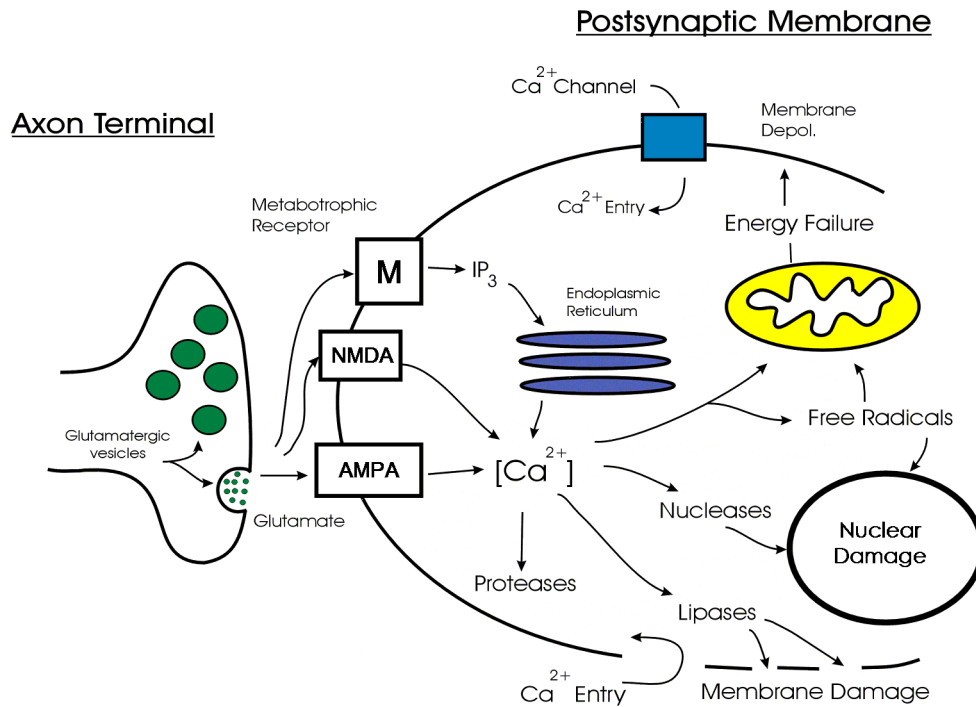 Postsynaptic Membrane
Axon Terminal
Ca2+ Channel
Membrane
Depol.
Ca2+ Entry
Energy Failure
Metabotrophic
Receptor
M
IP3
Endoplasmic
Reticulum
NMDA
Free Radicals
Glutamatergic
vesicles
AMPA
[Ca2+]
Glutamate
Nucleases
Nuclear
Damage
Proteases
Lipases
Ca2+ Entry
Membrane Damage